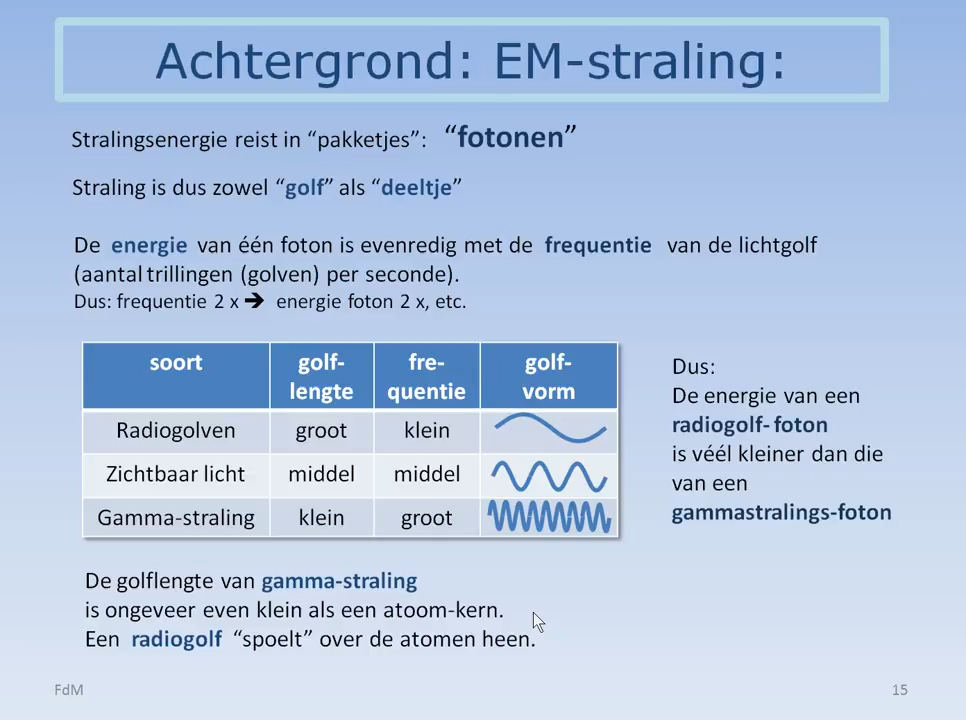 Achtergrond: EM-straling:
Stralingsenergie reist in “pakketjes”: “fotonen”
Straling is dus zowel “golf” als “deeltje”
De energie van één foton is evenredig met de frequentie van de lichtgolf
(aantal trillingen (golven) per seconde).
Dus: frequentie 2 x ➔ energie foton 2 x, etc.
soort golf-lengte fre-quentie golf-vorm
Radiogolven groot klein
Zichtbaar licht middel middel
Gamma-straling klein groot
Dus:
De energie van een
radiogolf- foton
is véél kleiner dan die
van een
gammastralings-foton
De golflengte van gamma-straling
is ongeveer even klein als een atoom-kern.
Een radiogolf “spoelt” over de atomen heen.
FdM
15